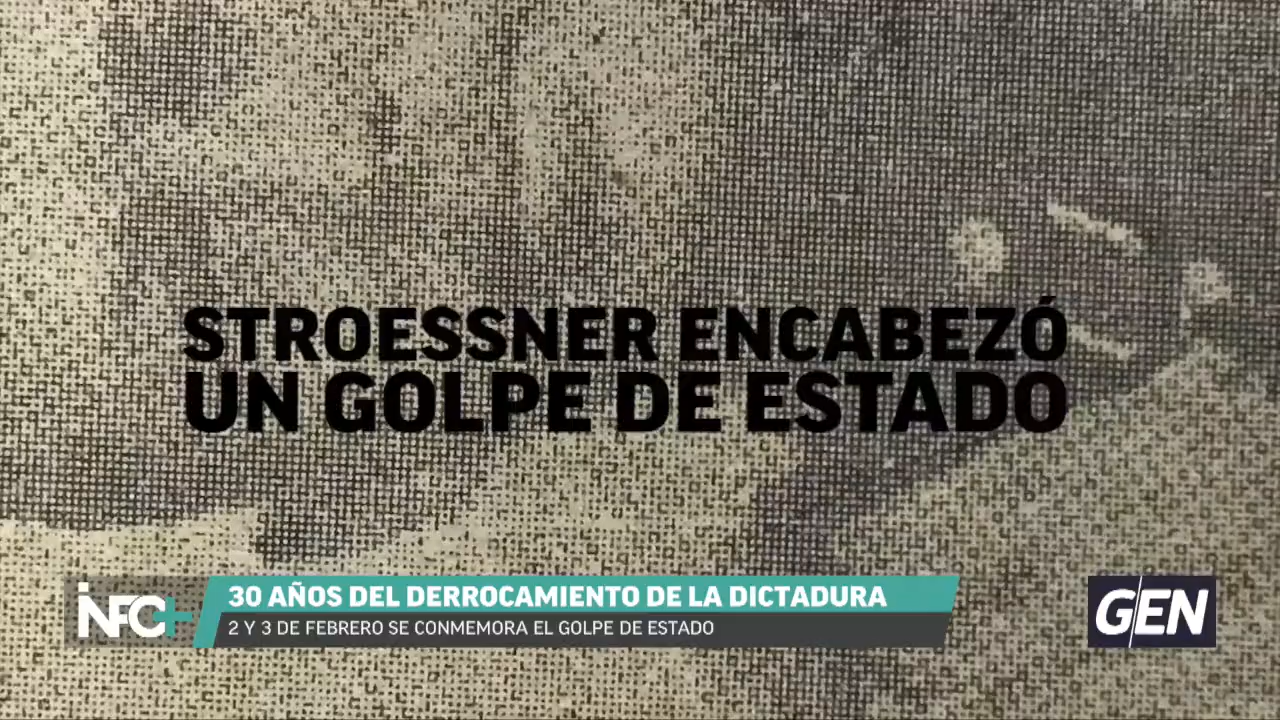 STROESSNER ENCABEZÓ
UN GOLPE DE ESTADO
INFO+
30 AÑOS DEL DERROCAMIENTO DE LA DICTADURA
2 Y 3 DE FEBRERO SE CONMEMORA EL GOLPE DE ESTADO
GEN